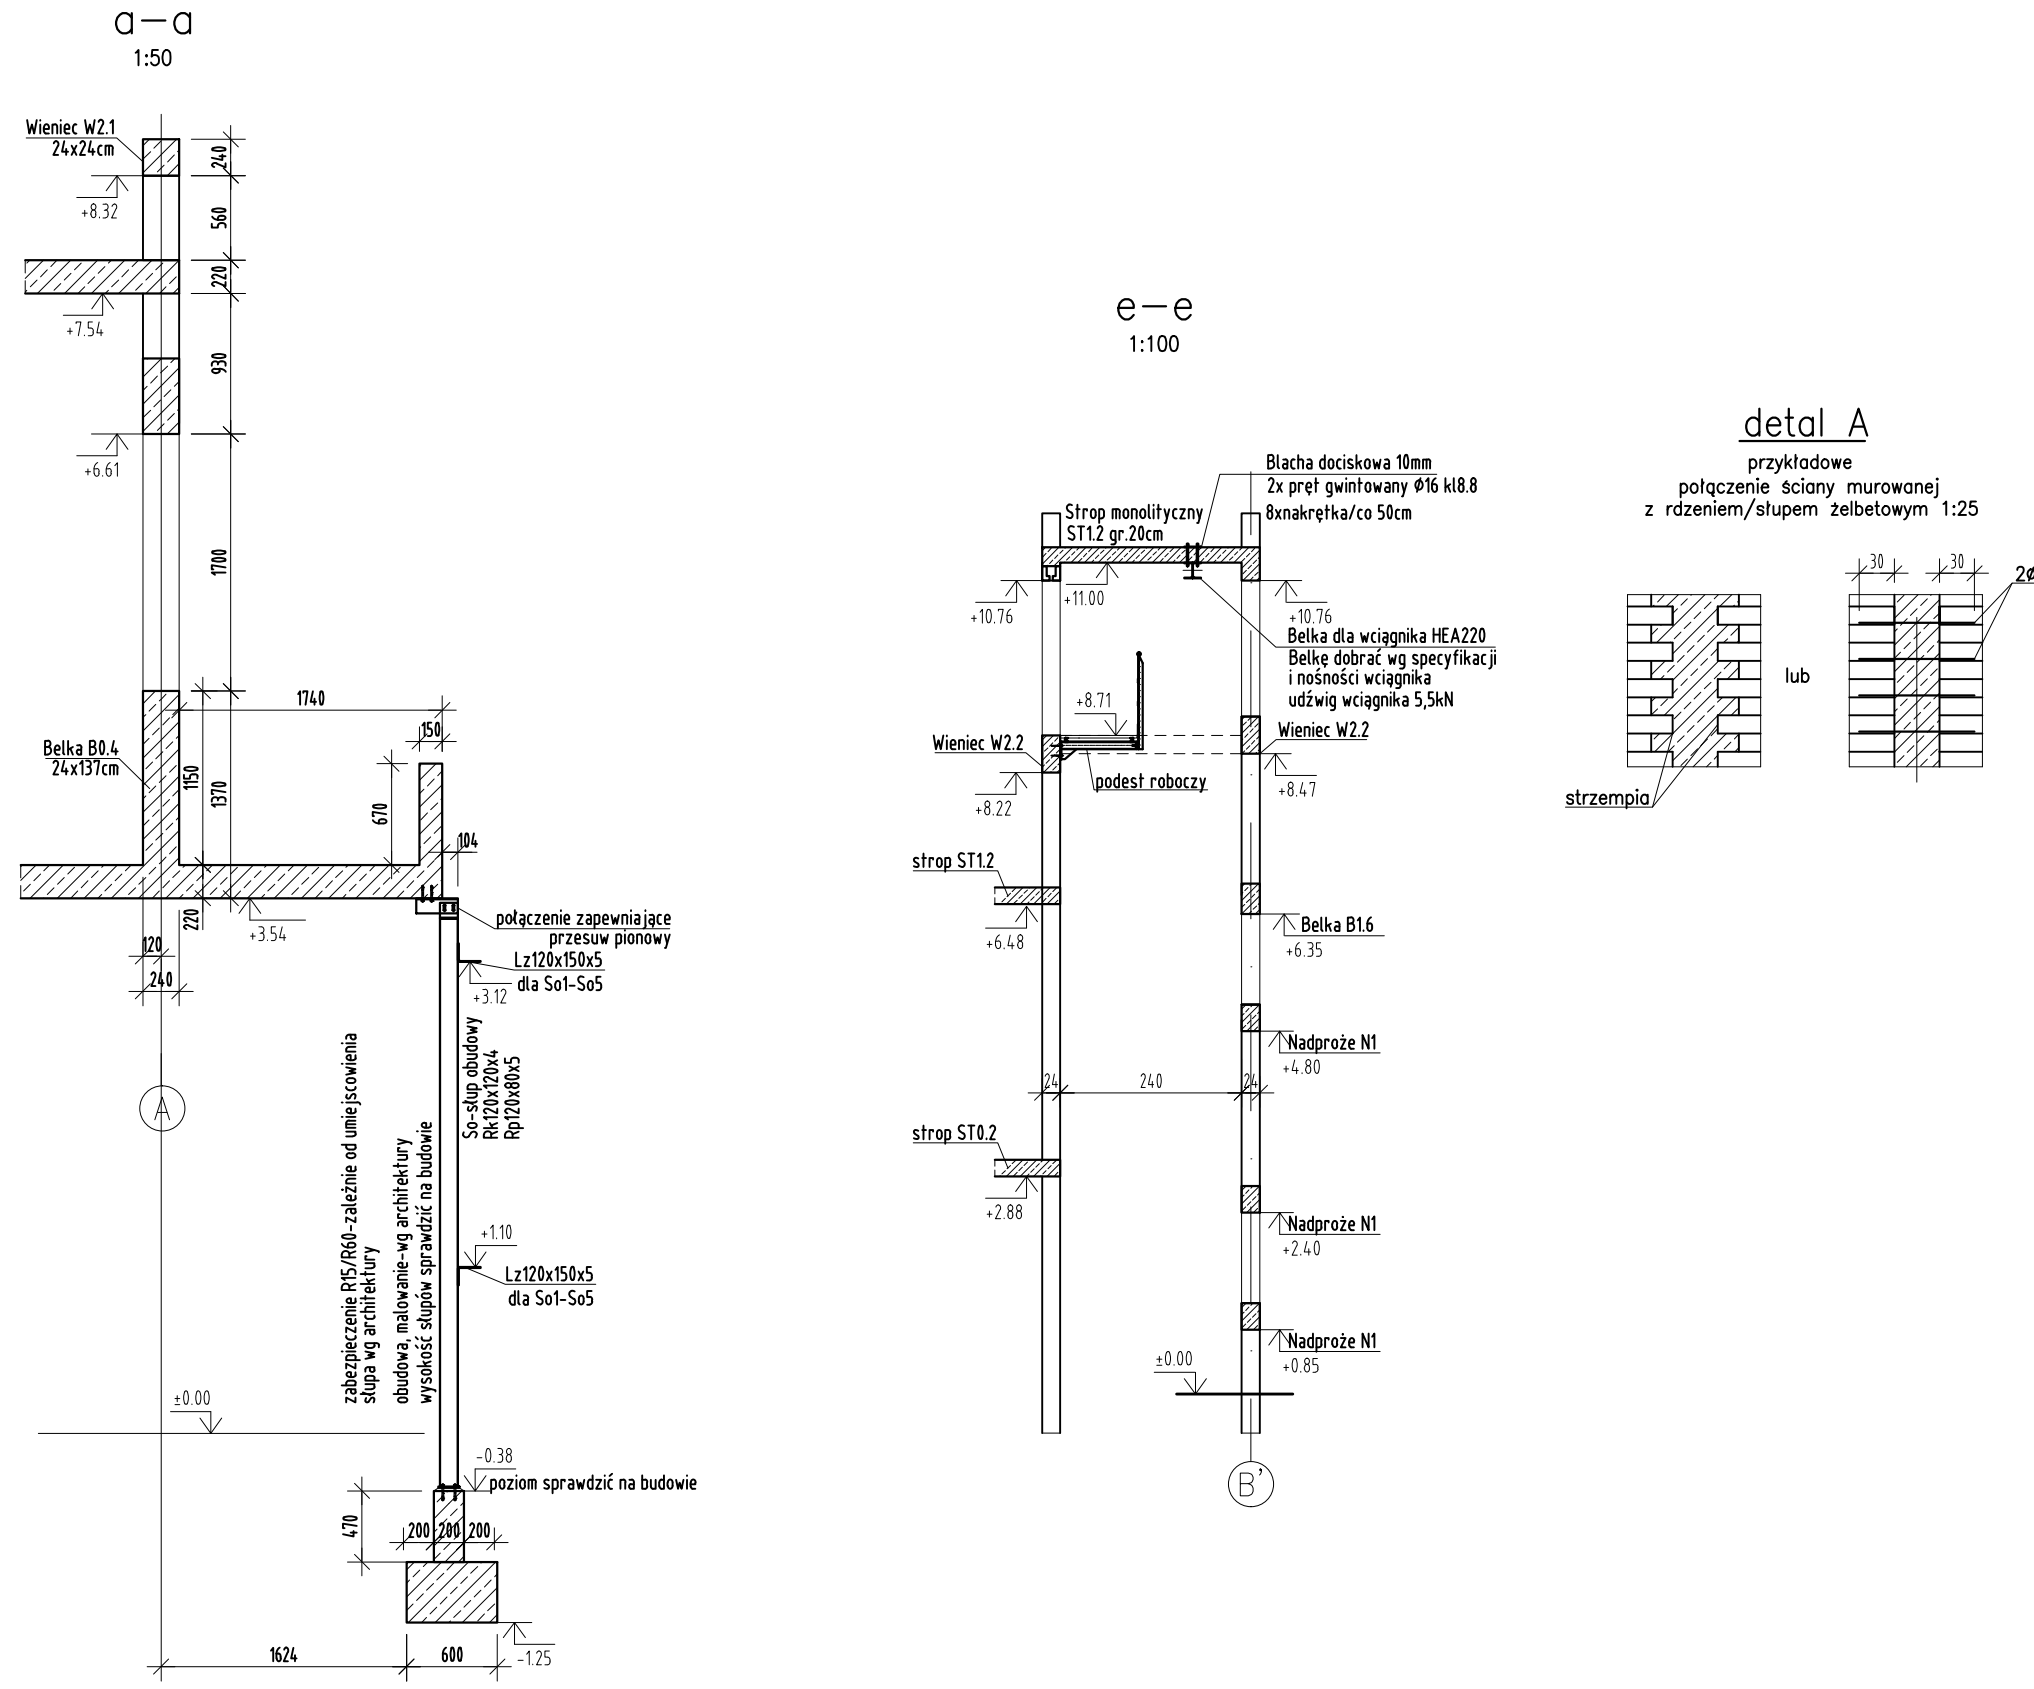 a—a
1:50
Wieniec W2.1
24x24cm
+8.32
240
560
220
+7.54
930
+6.61
1700
1740
150
Belka B0.4
24x137cm
1150
1370
670
104
220
+3.54
120
240
połączenie zapewniające
przesuw pionowy
Lz120x150x5
dla So1-So5
+3.12
So-słup obudowy
Rk120x120x4
Rp120x80x5
A
zabezpieczenie R15/R60-zależnie od umiejscowienia
słupa wg architektury
obudowa, malowanie-wg architektury
wysokość słupów sprawdzić na budowie
+1.10
Lz120x150x5
dla So1-So5
±0.00
-0.38
poziom sprawdzić na budowie
470
200
200
200
1624
600
-1.25
e—e
1:100
Blacha dociskowa 10mm
2x pręt gwintowany Ø16 kl8.8
8xnakrętka/co 50cm
Strop monolityczny
ST1.2 gr.20cm
+10.76
+11.00
+10.76
Belka dla wciągnika HEA220
Belkę dobrać wg specyfikacji
i nośności wciągnika
udźwig wciągnika 5,5kN
+8.71
Wieniec W2.2
Wieniec W2.2
podest roboczy
+8.22
+8.47
strop ST1.2
+6.48
Belka B1.6
+6.35
Nadproże N1
+4.80
24
240
24
strop ST0.2
+2.88
Nadproże N1
+2.40
Nadproże N1
+0.85
±0.00
B'
detal A
przykładowe
połączenie ściany murowanej
z rdzeniem/słupem żelbetowym 1:25
30
30
2Ø
lub
strzempia